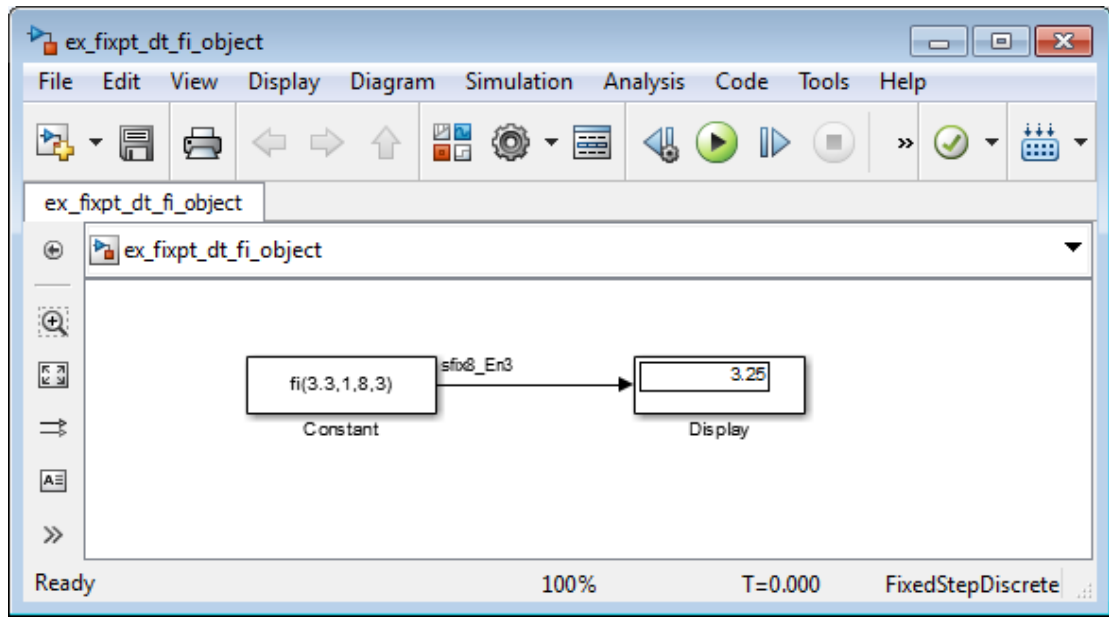 ex_fixpt_dt_fi_object
File Edit View Display Diagram Simulation Analysis Code Tools Help
ex_fixpt_dt_fi_object
ex_fixpt_dt_fi_object
sfix8_En3
fi(3.3,1,8,3)
3.25
Constant
Display
Ready 100% T=0.000 FixedStepDiscrete